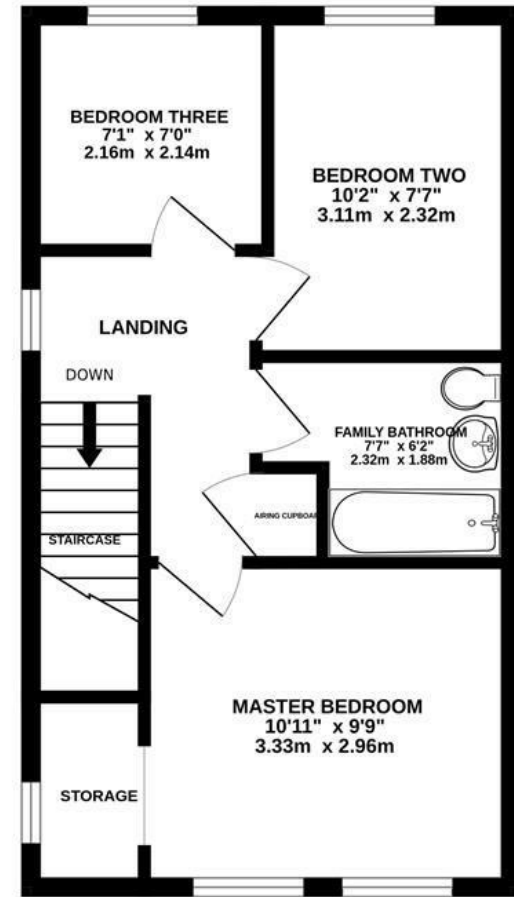 BEDROOM THREE
7'1" x 7'0"
2.16m x 2.14m
BEDROOM TWO
10'2" x 7'7"
3.11m x 2.32m
LANDING
DOWN
FAMILY BATHROOM
7'7" x 6'2"
2.32m x 1.88m
AIRING CUPBOAR
STAIRCASE
MASTER BEDROOM
10'11" x 9'9"
3.33m x 2.96m
STORAGE